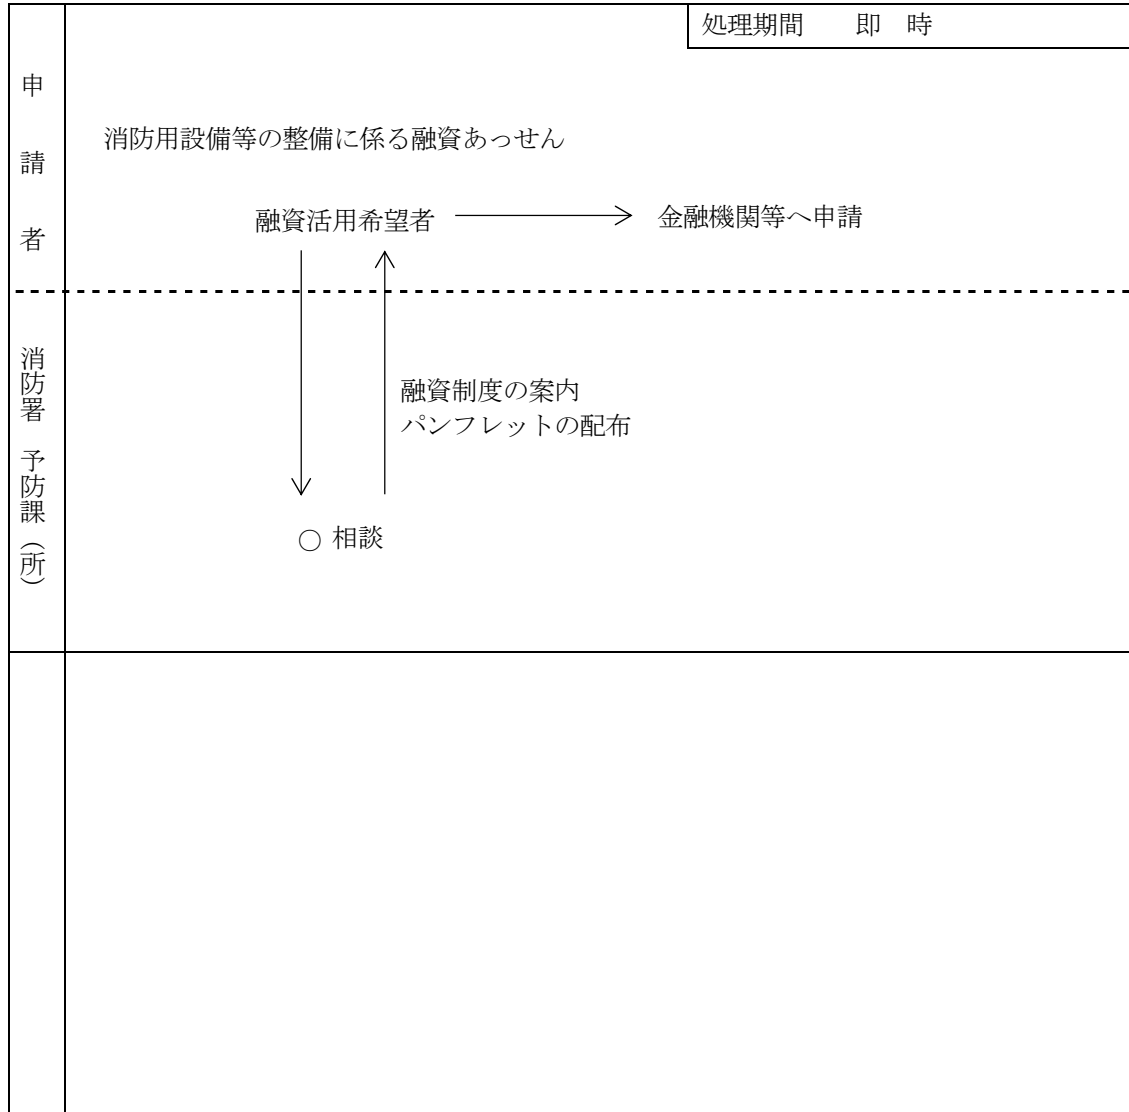 処理期間　　即　時
申請者
消防用設備等の整備に係る融資あっせん
融資活用希望者
金融機関等へ申請
消防署　予防課（所）
融資制度の案内
パンフレットの配布
○ 相談